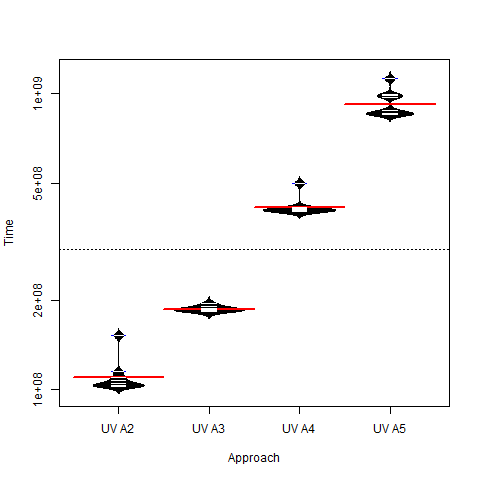 1e+09
5e+08
2e+08
1e+08
Time
UV A2 UV A3 UV A4 UV A5
Approach